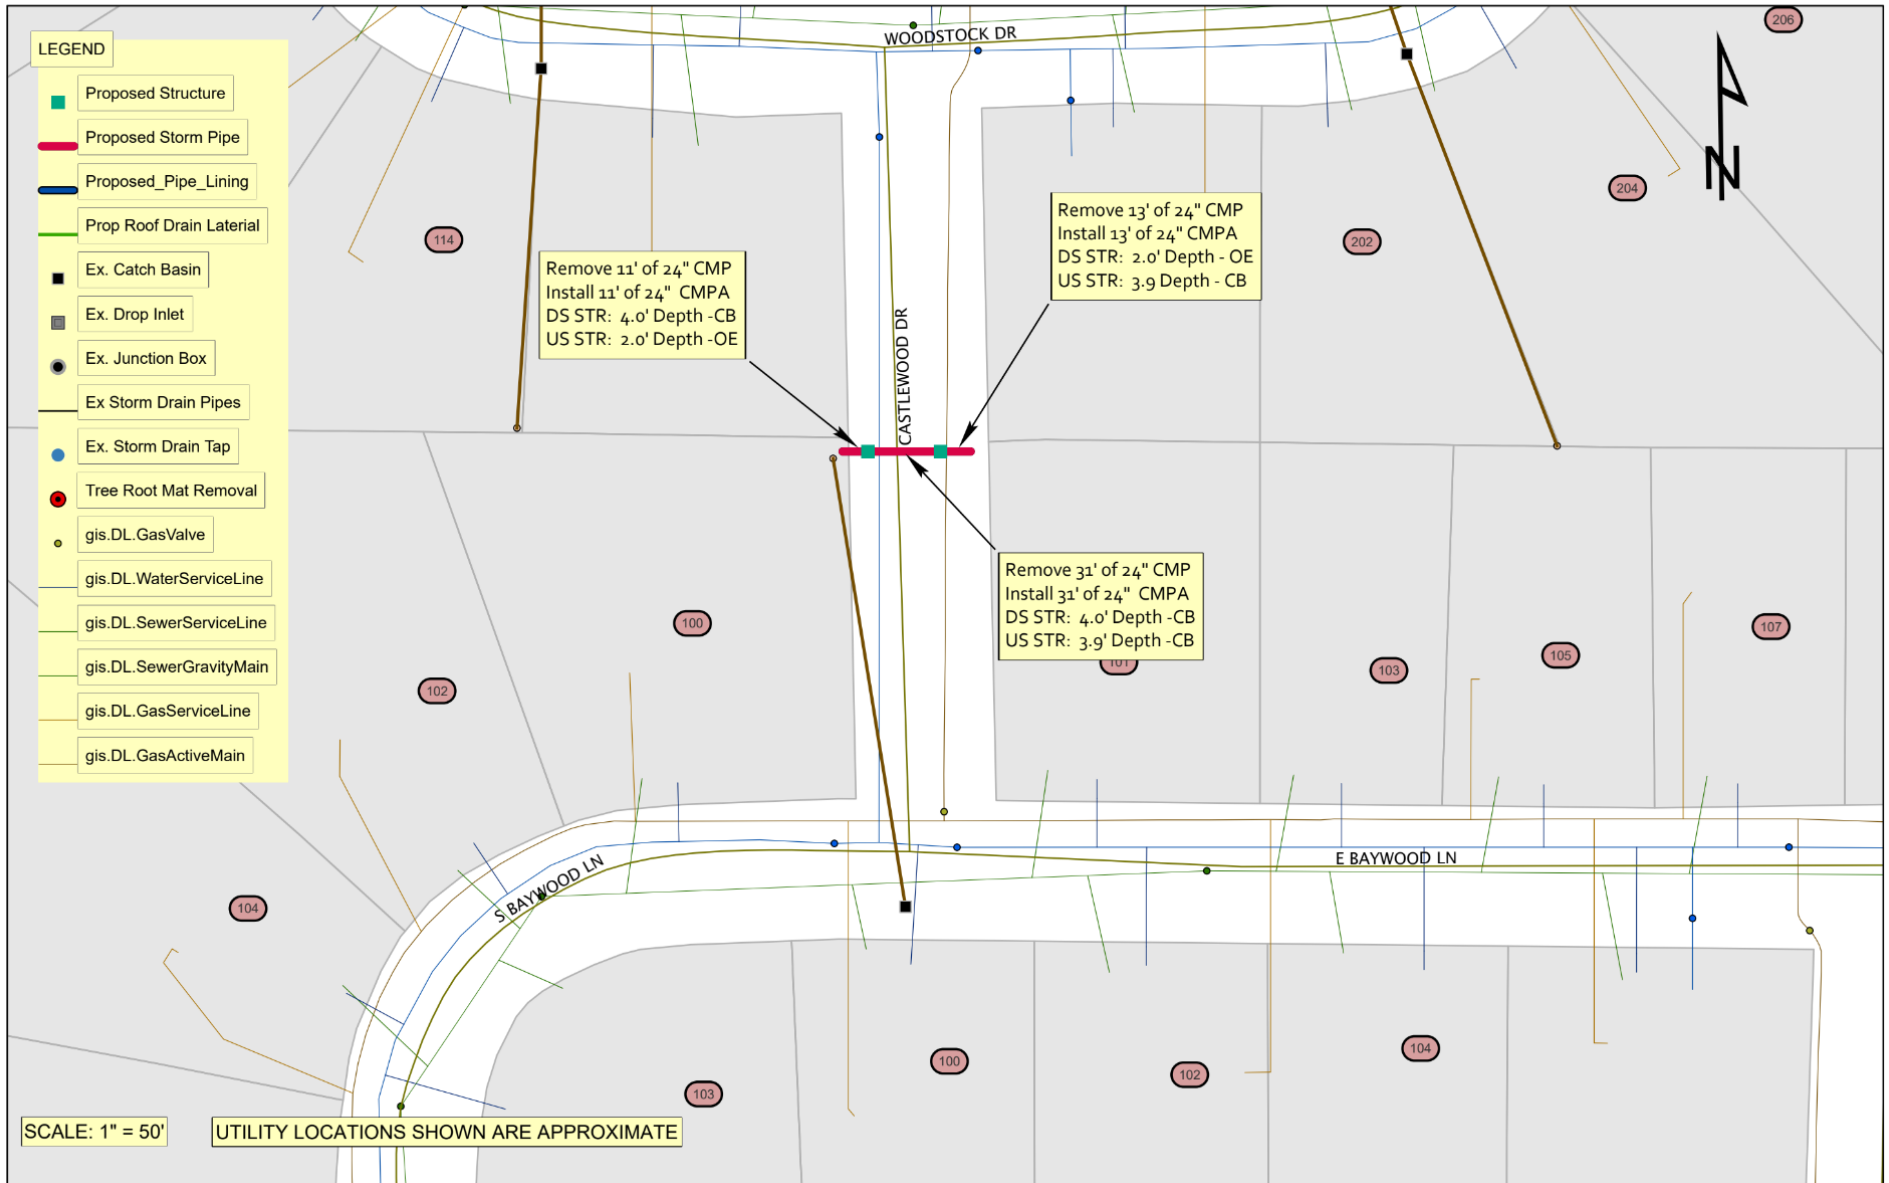 LEGEND
Proposed Structure
Proposed Storm Pipe
Proposed_Pipe_Lining
Prop Roof Drain Laterial
Ex. Catch Basin
Ex. Drop Inlet
Ex. Junction Box
Ex Storm Drain Pipes
Ex. Storm Drain Tap
Tree Root Mat Removal
gis.DL.GasValve
gis.DL.WaterServiceLine
gis.DL.SewerServiceLine
gis.DL.SewerGravityMain
gis.DL.GasServiceLine
gis.DL.GasActiveMain
WOODSTOCK DR
206
N
204
114
202
Remove 13' of 24" CMP
Install 13' of 24" CMPA
DS STR: 2.0' Depth - OE
US STR: 3.9 Depth - CB
Remove 11' of 24" CMP
Install 11' of 24" CMPA
DS STR: 4.0' Depth -CB
US STR: 2.0' Depth -OE
CASTLEWOOD DR
Remove 31' of 24" CMP
Install 31' of 24" CMPA
DS STR: 4.0' Depth -CB
US STR: 3.9' Depth -CB
100
102
101
103
105
107
E BAYWOOD LN
S BAYWOOD LN
104
103
100
102
104
SCALE: 1" = 50'
UTILITY LOCATIONS SHOWN ARE APPROXIMATE